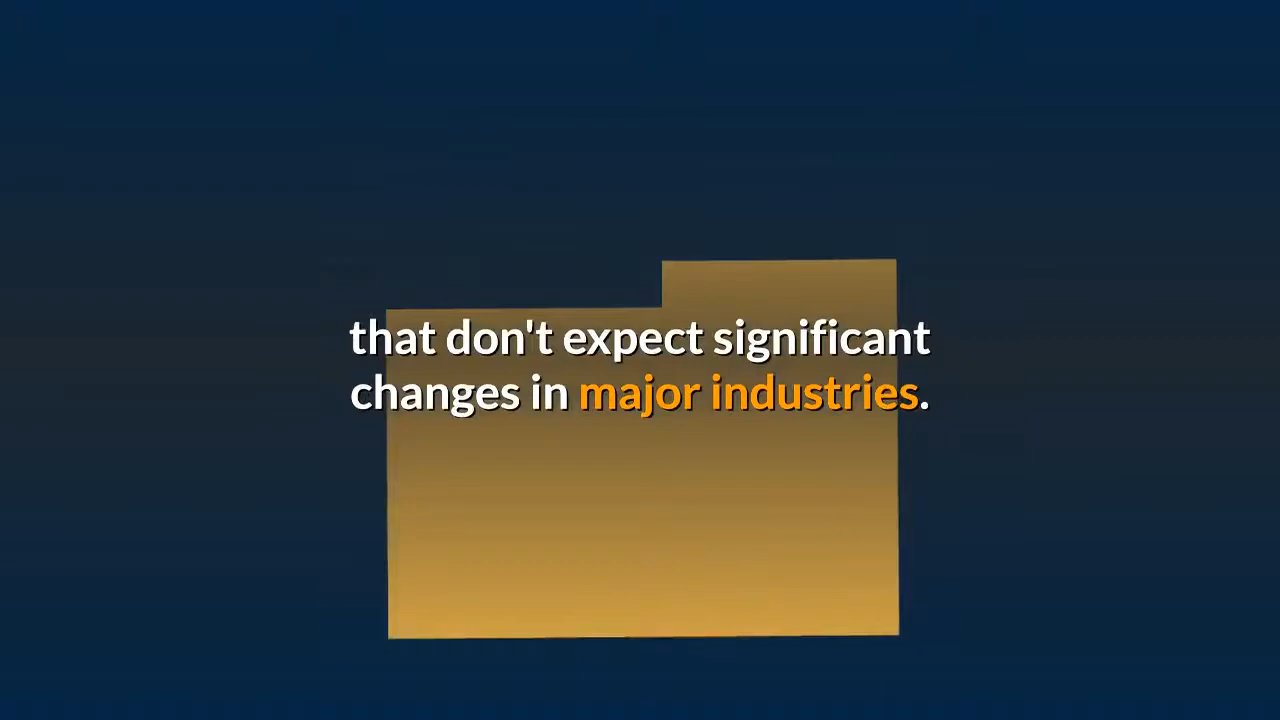 that don't expect significant
changes in major industries.